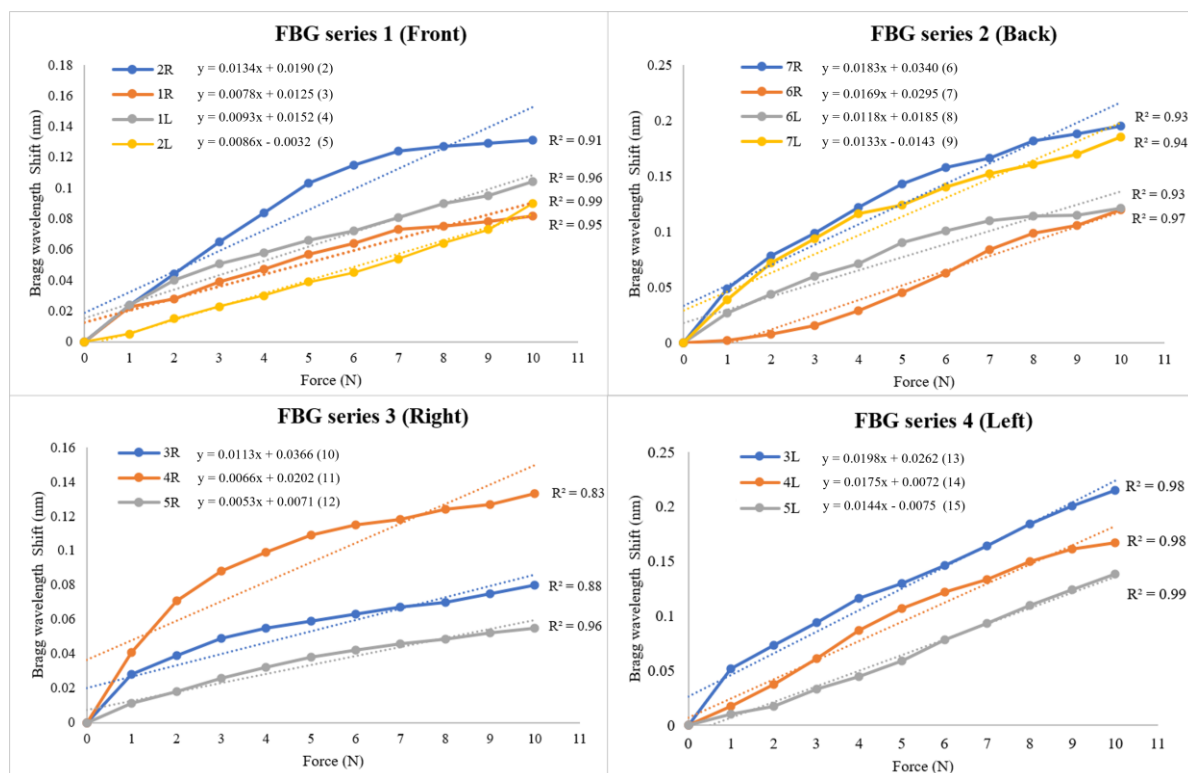 FBG series 1 (Front)
Bragg wavelength Shift (nm)
0.18
0.16
0.14
0.12
0.1
0.08
0.06
0.04
0.02
0
2R y = 0.0134x + 0.0190 (2)
1R y = 0.0078x + 0.0125 (3)
1L y = 0.0093x + 0.0152 (4)
2L y = 0.0086x - 0.0032 (5)
R² = 0.91
R² = 0.96
R² = 0.99
R² = 0.95
0 1 2 3 4 5 6 7 8 9 10 11
Force (N)
FBG series 2 (Back)
Bragg wavelength Shift (nm)
0.25
0.2
0.15
0.1
0.05
0
7R y = 0.0183x + 0.0340 (6)
6R y = 0.0169x + 0.0295 (7)
6L y = 0.0118x + 0.0185 (8)
7L y = 0.0133x - 0.0143 (9)
R² = 0.93
R² = 0.94
R² = 0.93
R² = 0.97
0 1 2 3 4 5 6 7 8 9 10 11
Force (N)
FBG series 3 (Right)
Bragg wavelength Shift (nm)
0.16
0.14
0.12
0.1
0.08
0.06
0.04
0.02
0
3R y = 0.0113x + 0.0366 (10)
4R y = 0.0066x + 0.0202 (11)
5R y = 0.0053x + 0.0071 (12)
R² = 0.83
R² = 0.88
R² = 0.96
0 1 2 3 4 5 6 7 8 9 10 11
Force (N)
FBG series 4 (Left)
Bragg wavelength Shift (nm)
0.25
0.2
0.15
0.1
0.05
0
3L y = 0.0198x + 0.0262 (13)
4L y = 0.0175x + 0.0072 (14)
5L y = 0.0144x - 0.0075 (15)
R² = 0.98
R² = 0.98
R² = 0.99
0 1 2 3 4 5 6 7 8 9 10 11
Force (N)